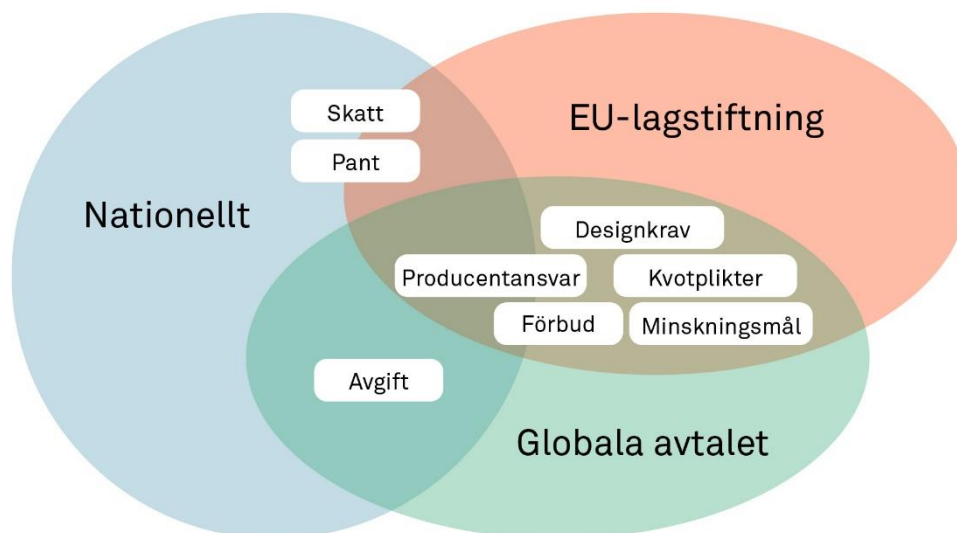 Skatt
EU-lagstiftning
Pant
Nationellt
Designkrav
Producentansvar
Kvotplikter
Förbud
Minskningsmål
Avgift
Globala avtalet